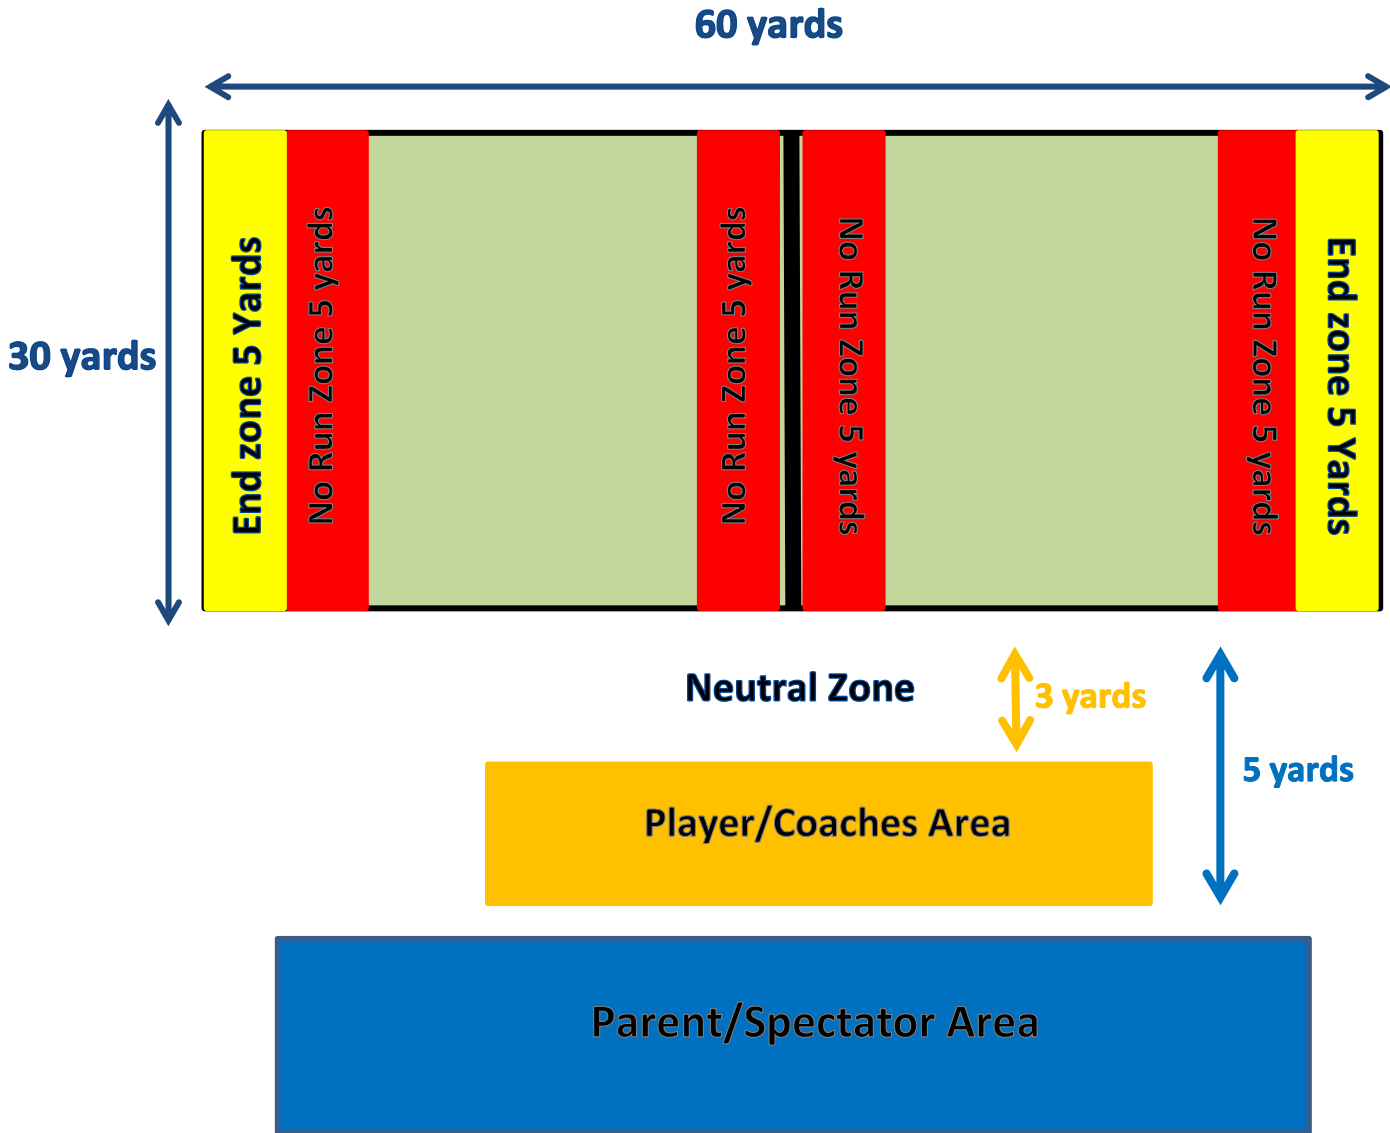 60 yards
30 yards
End zone 5 Yards
No Run Zone 5 yards
No Run Zone 5 yards
No Run Zone 5 yards
No Run Zone 5 yards
End zone 5 Yards
Neutral Zone
3 yards
5 yards
Player/Coaches Area
Parent/Spectator Area